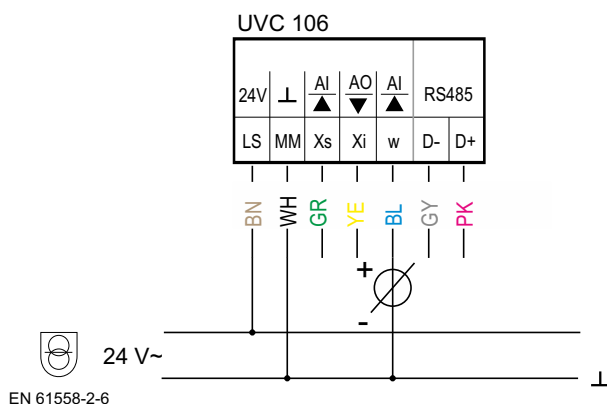 UVC 106
AI AO AI
24V ⊥ RS485
LS MM Xs Xi w D- D+
BN WH GR YE BL GY PK
+
-
24 V~
⊥
EN 61558-2-6